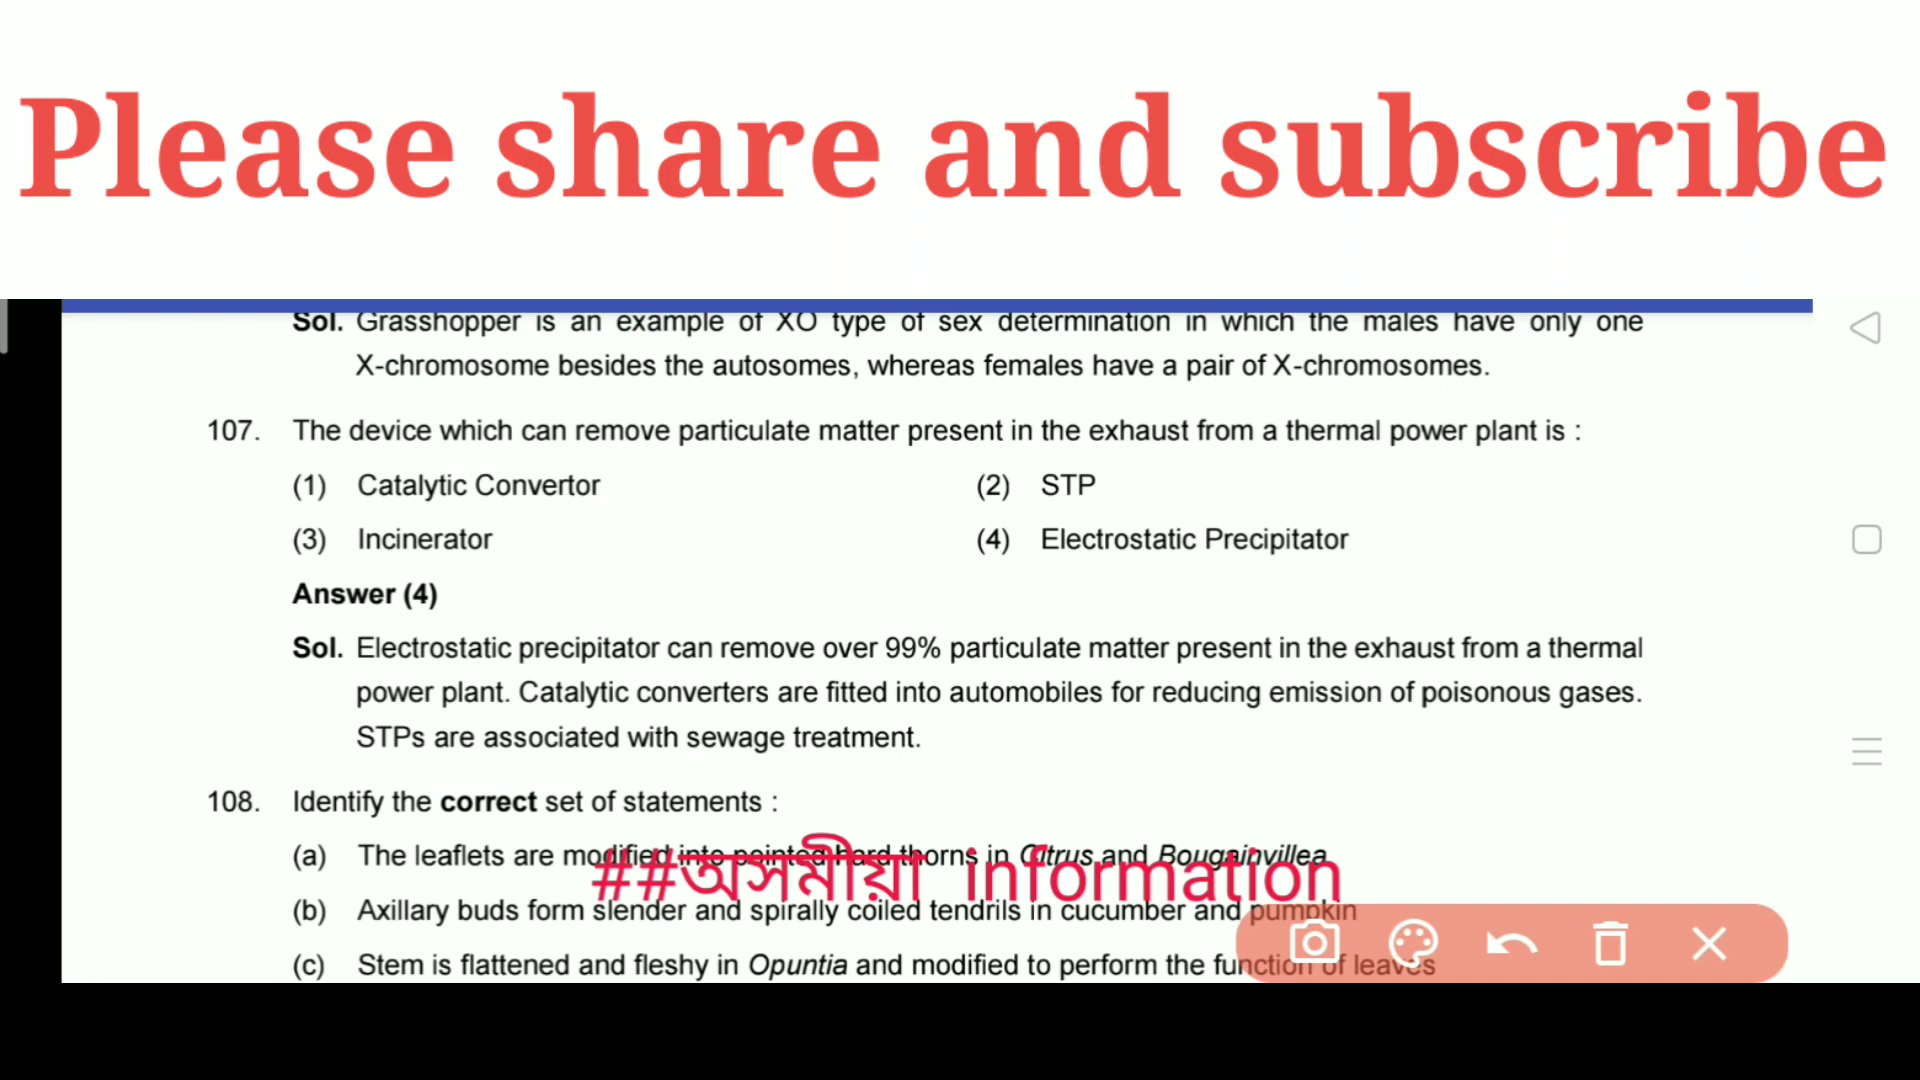 Please share and subscribe
Sol. Grasshopper is an example of XO type of sex determination in which the males have only one
X-chromosome besides the autosomes, whereas females have a pair of X-chromosomes.
107. The device which can remove particulate matter present in the exhaust from a thermal power plant is :
(1) Catalytic Convertor (2) STP
(3) Incinerator (4) Electrostatic Precipitator
Answer (4)
Sol. Electrostatic precipitator can remove over 99% particulate matter present in the exhaust from a thermal
power plant. Catalytic converters are fitted into automobiles for reducing emission of poisonous gases.
STPs are associated with sewage treatment.
108. Identify the correct set of statements :
(a) The leaflets are modified into pointed hard thorns in Citrus and Bougainvillea
##অসমীয়া information
(b) Axillary buds form slender and spirally coiled tendrils in cucumber and pumpkin
(c) Stem is flattened and fleshy in Opuntia and modified to perform the function of leaves